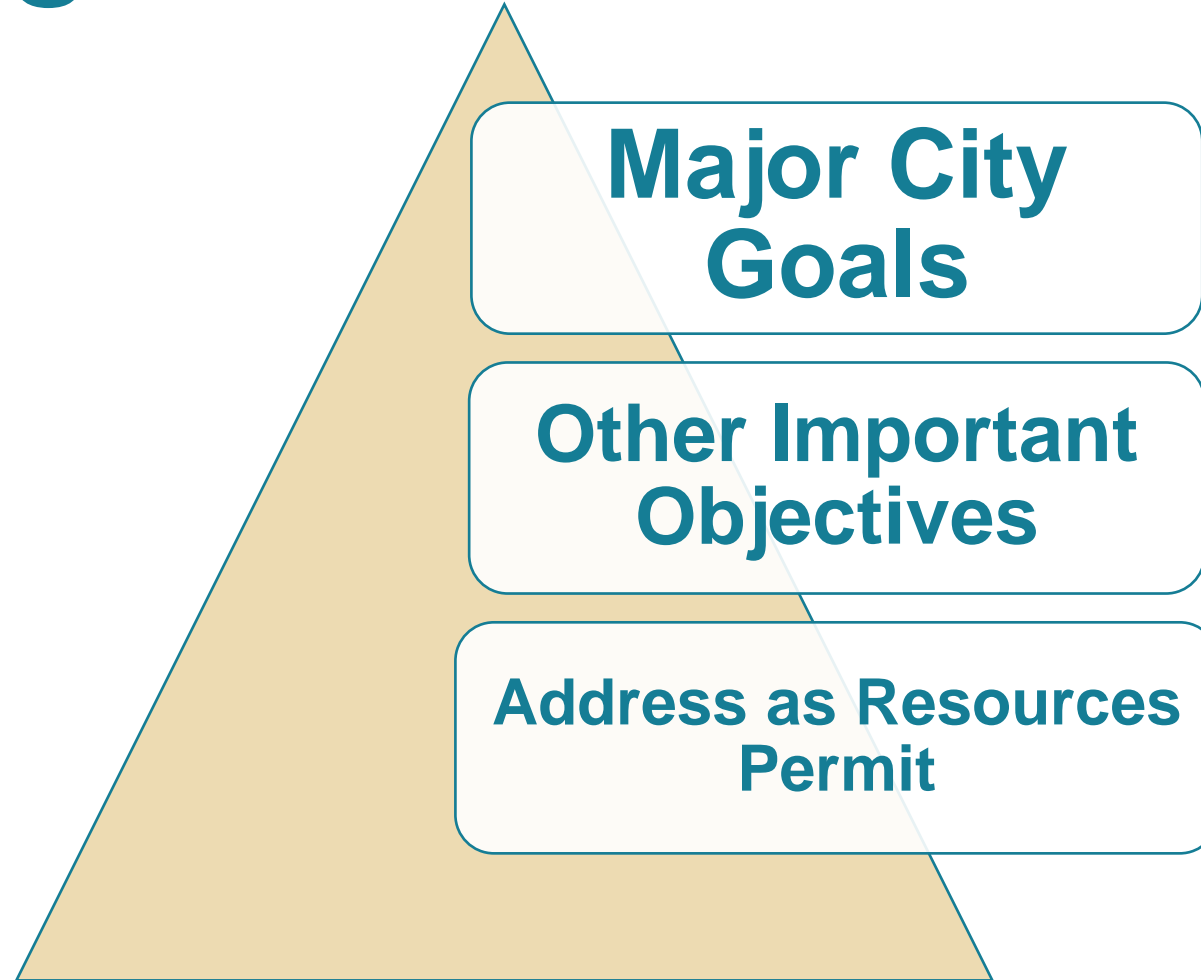 Major City
Goals
Other Important
Objectives
Address as Resources
Permit